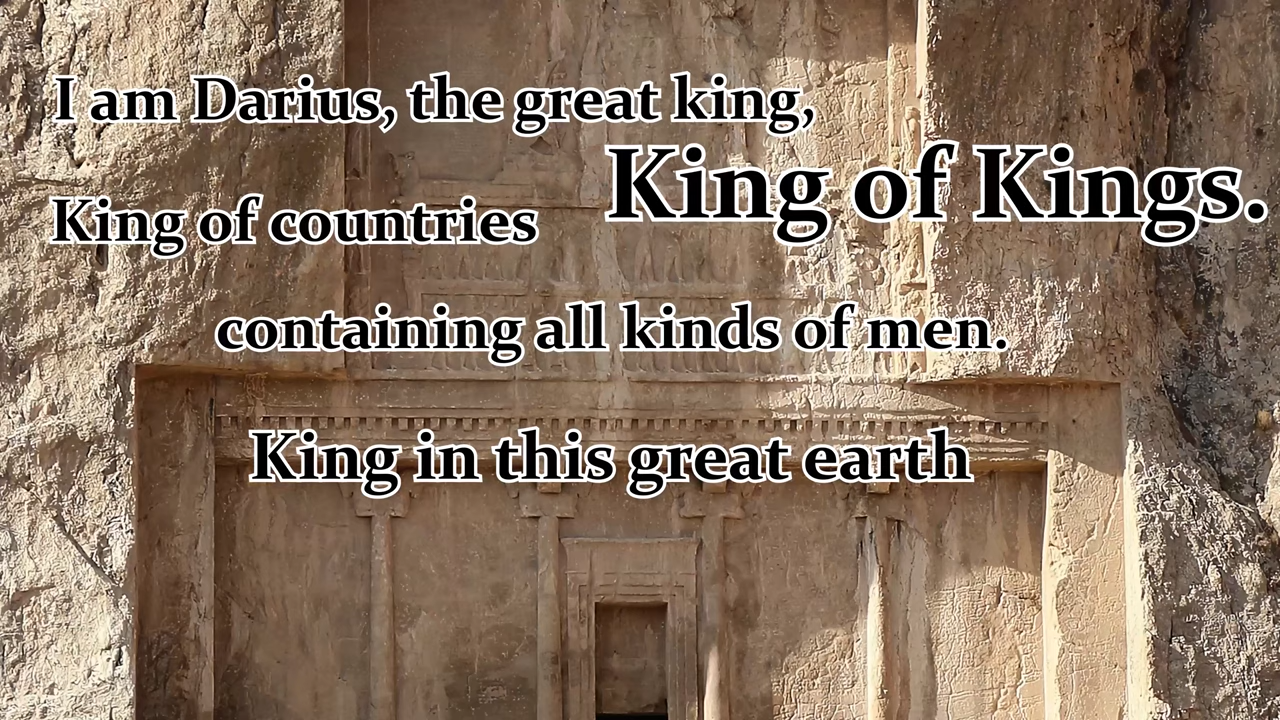 I am Darius, the great king,
King of Kings.
King of countries
containing all kinds of men.
King in this great earth